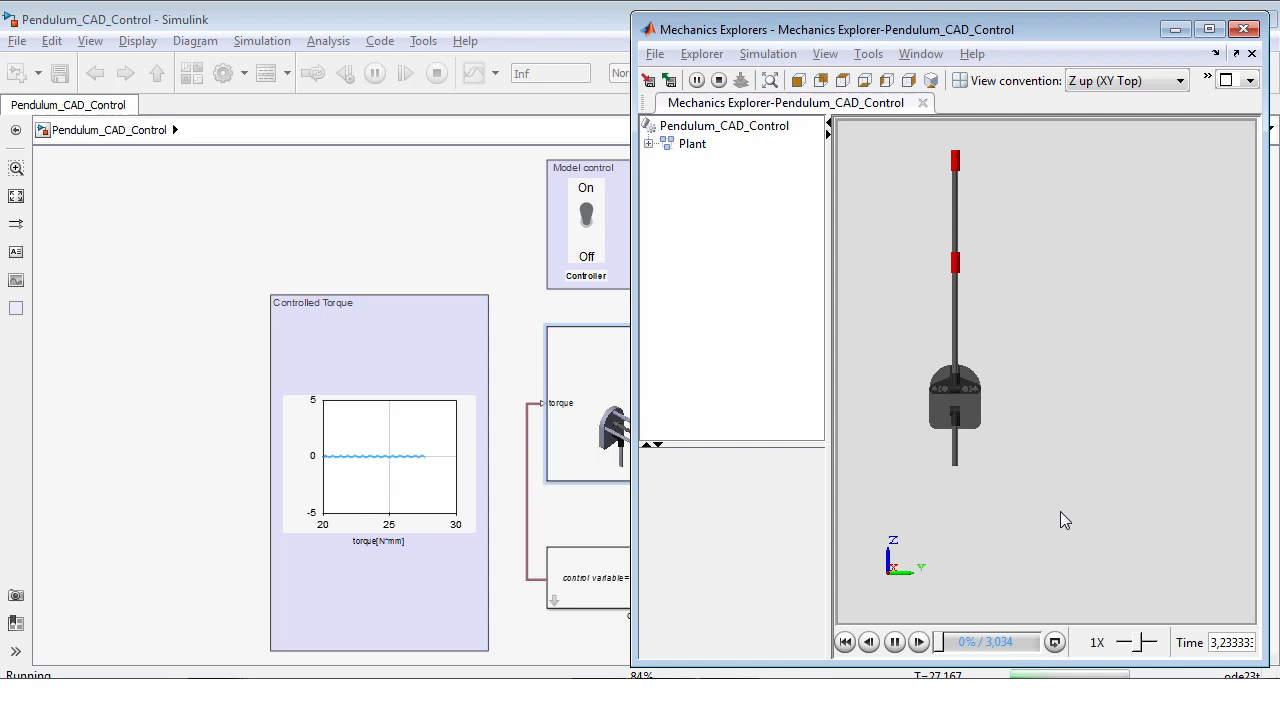 Pendulum_CAD_Control - Simulink
File Edit View Display Diagram Simulation Analysis Code Tools Help
Inf
Nor
Pendulum_CAD_Control
Pendulum_CAD_Control
Model control
On
Off
Controller
Controlled Torque
5
0
-5
20 25 30
torque[N*mm]
torque
control variable=
Running
84%
T=27.167
ode23t
Mechanics Explorers - Mechanics Explorer-Pendulum_CAD_Control
File Explorer Simulation View Tools Window Help
View convention: Z up (XY Top)
Mechanics Explorer-Pendulum_CAD_Control
Pendulum_CAD_Control
Plant
Z
X Y
0% / 3,034
1X
Time 3,23333